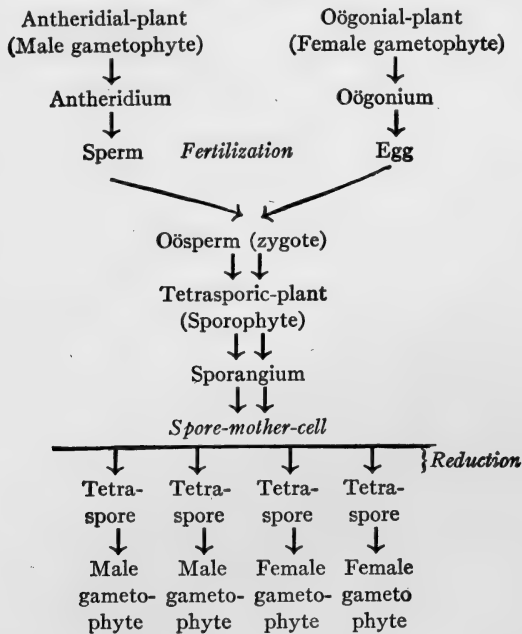 Antheridial-plant
(Male gametophyte)
Oögonial-plant
(Female gametophyte)
Antheridium
Oögonium
Sperm
Fertilization
Egg
Oösperm (zygote)
Tetrasporic-plant
(Sporophyte)
Sporangium
Spore-mother-cell
}Reduction
Tetra-
spore
Tetra-
spore
Tetra-
spore
Tetra-
spore
Male
gameto-
phyte
Male
gameto-
phyte
Female
gameto-
phyte
Female
gameto
phyte